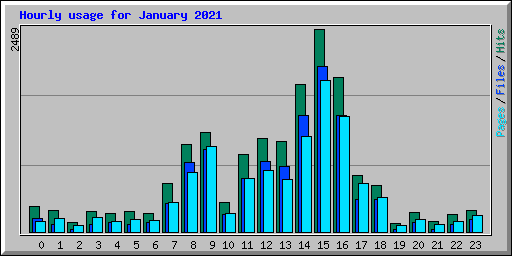 Hourly usage for January 2021
2489
Pages/Files/Hits
0 1 2 3 4 5 6 7 8 9 10 11 12 13 14 15 16 17 18 19 20 21 22 23